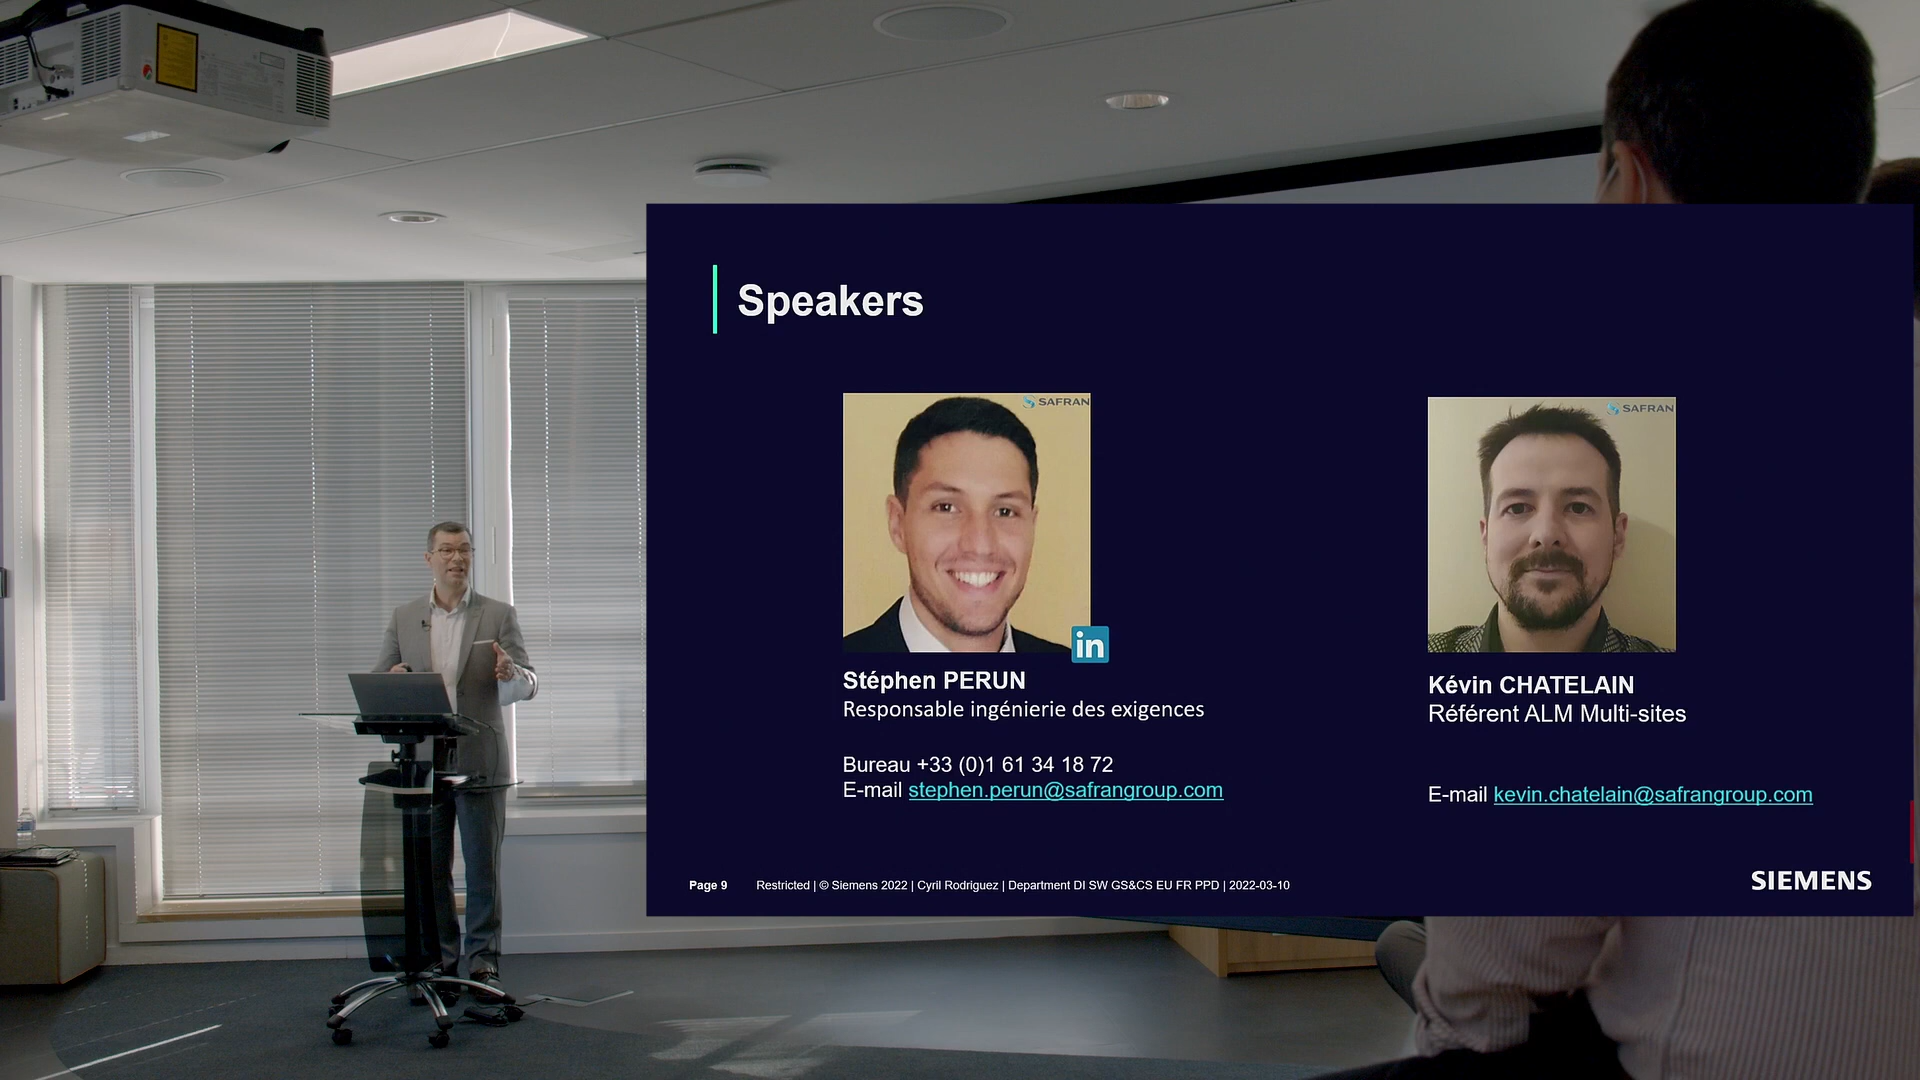 Speakers
SAFRAN
SAFRAN
in
Stéphen PERUN
Responsable ingénierie des exigences
Bureau +33 (0)1 61 34 18 72
E-mail stephen.perun@safrangroup.com
Kévin CHATELAIN
Référent ALM Multi-sites
E-mail kevin.chatelain@safrangroup.com
Page 9 Restricted | © Siemens 2022 | Cyril Rodriguez | Department DI SW GS&CS EU FR PPD | 2022-03-10
SIEMENS